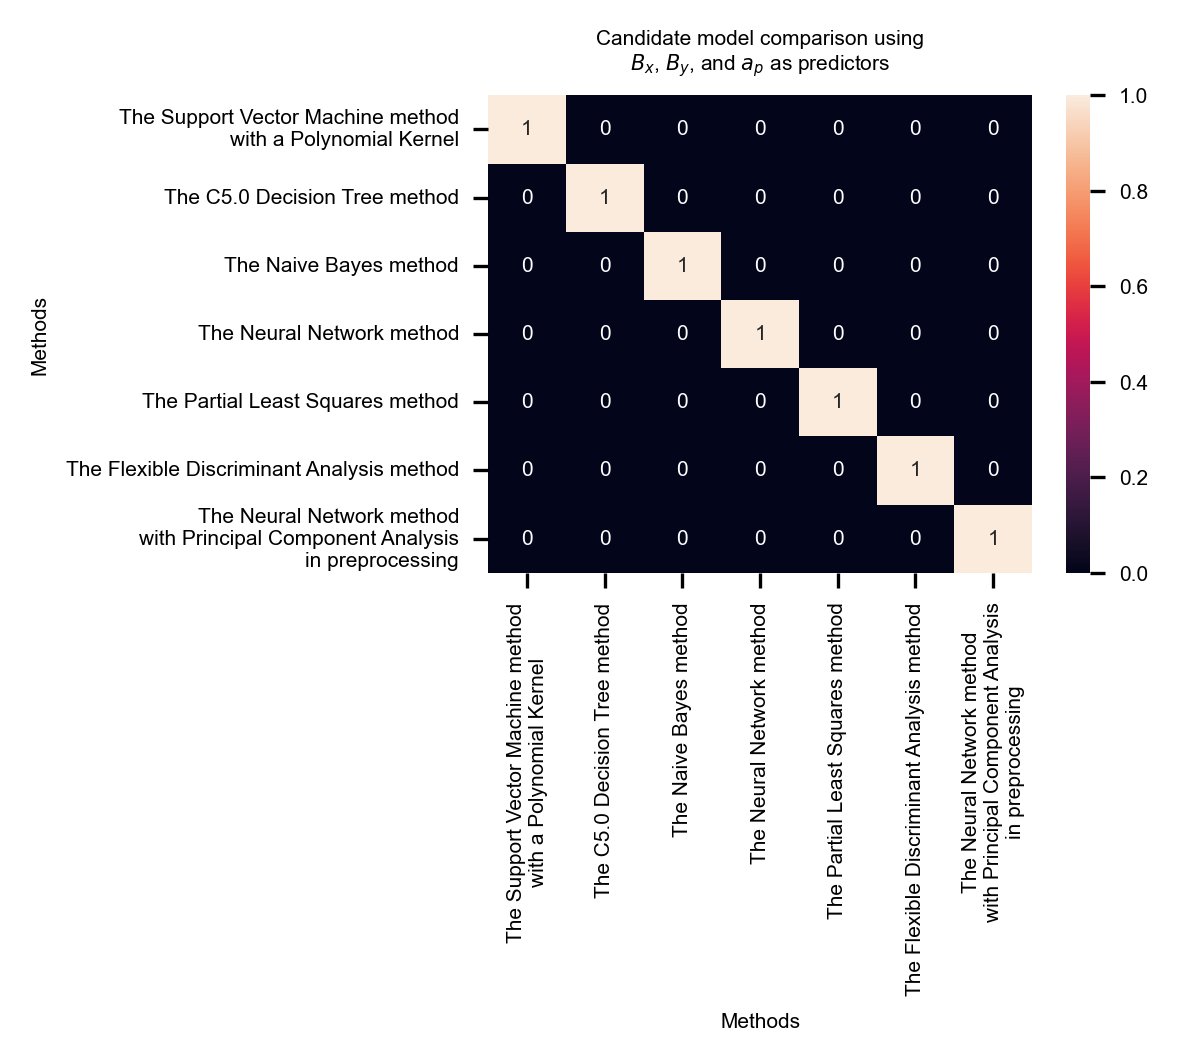 Candidate model comparison using
B_x, B_y, and a_p as predictors
The Support Vector Machine method
with a Polynomial Kernel
1 0 0 0 0 0 0
The C5.0 Decision Tree method
0 1 0 0 0 0 0
The Naive Bayes method
0 0 1 0 0 0 0
The Neural Network method
0 0 0 1 0 0 0
The Partial Least Squares method
0 0 0 0 1 0 0
The Flexible Discriminant Analysis method
0 0 0 0 0 1 0
The Neural Network method
with Principal Component Analysis
in preprocessing
0 0 0 0 0 0 1
Methods
1.0
0.8
0.6
0.4
0.2
0.0
The Support Vector Machine method
with a Polynomial Kernel
The C5.0 Decision Tree method
The Naive Bayes method
The Neural Network method
The Partial Least Squares method
The Flexible Discriminant Analysis method
The Neural Network method
with Principal Component Analysis
in preprocessing
Methods